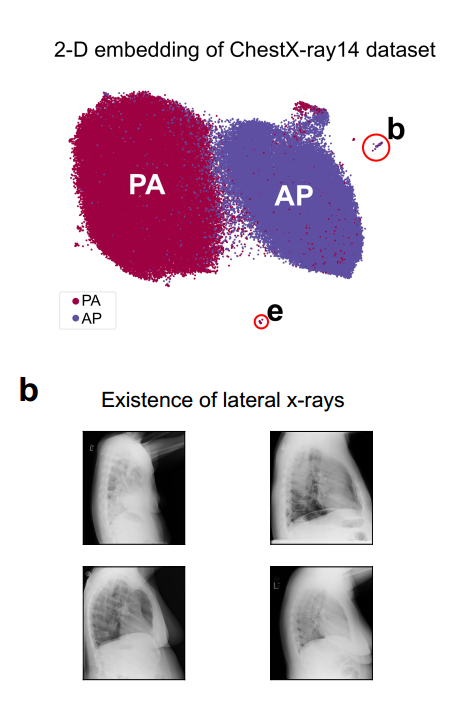 2-D embedding of ChestX-ray14 dataset
b
PA
AP
PA
AP
e
b
Existence of lateral x-rays
L